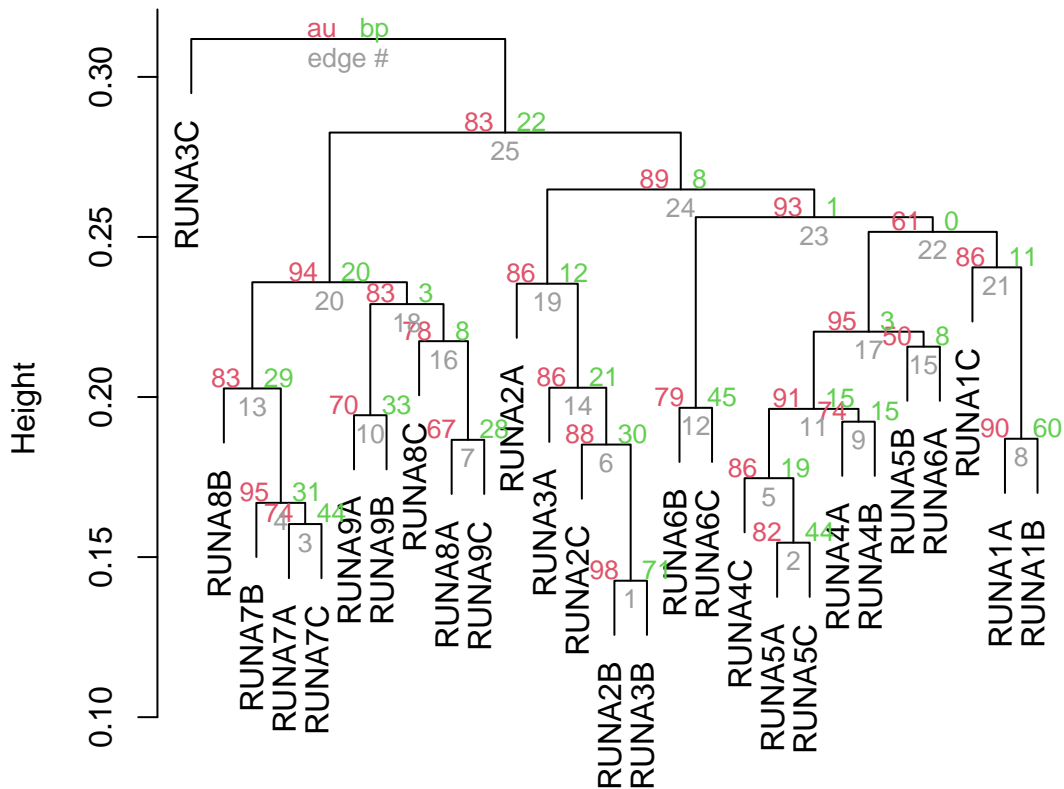 au bp
edge #
0.30
0.25
0.20
0.15
0.10
Height
83 22
25
89 8
24
93 1
23
61 0
22
86 11
21
94 20
20
83 3
18
78 8
16
86 12
19
95 3
17
50 8
15
83 29
13
70 33
10
67 28
7
86 21
14
88 30
6
79 45
12
91 15
11
74 15
9
90 60
8
95 31
4
74 44
3
86 19
5
82 44
2
98 71
1
RUNA3C
RUNA8B
RUNA7B
RUNA7A
RUNA7C
RUNA9A
RUNA9B
RUNA8C
RUNA8A
RUNA9C
RUNA2A
RUNA3A
RUNA2C
RUNA2B
RUNA3B
RUNA6B
RUNA6C
RUNA4C
RUNA5A
RUNA5C
RUNA4A
RUNA4B
RUNA5B
RUNA6A
RUNA1C
RUNA1A
RUNA1B